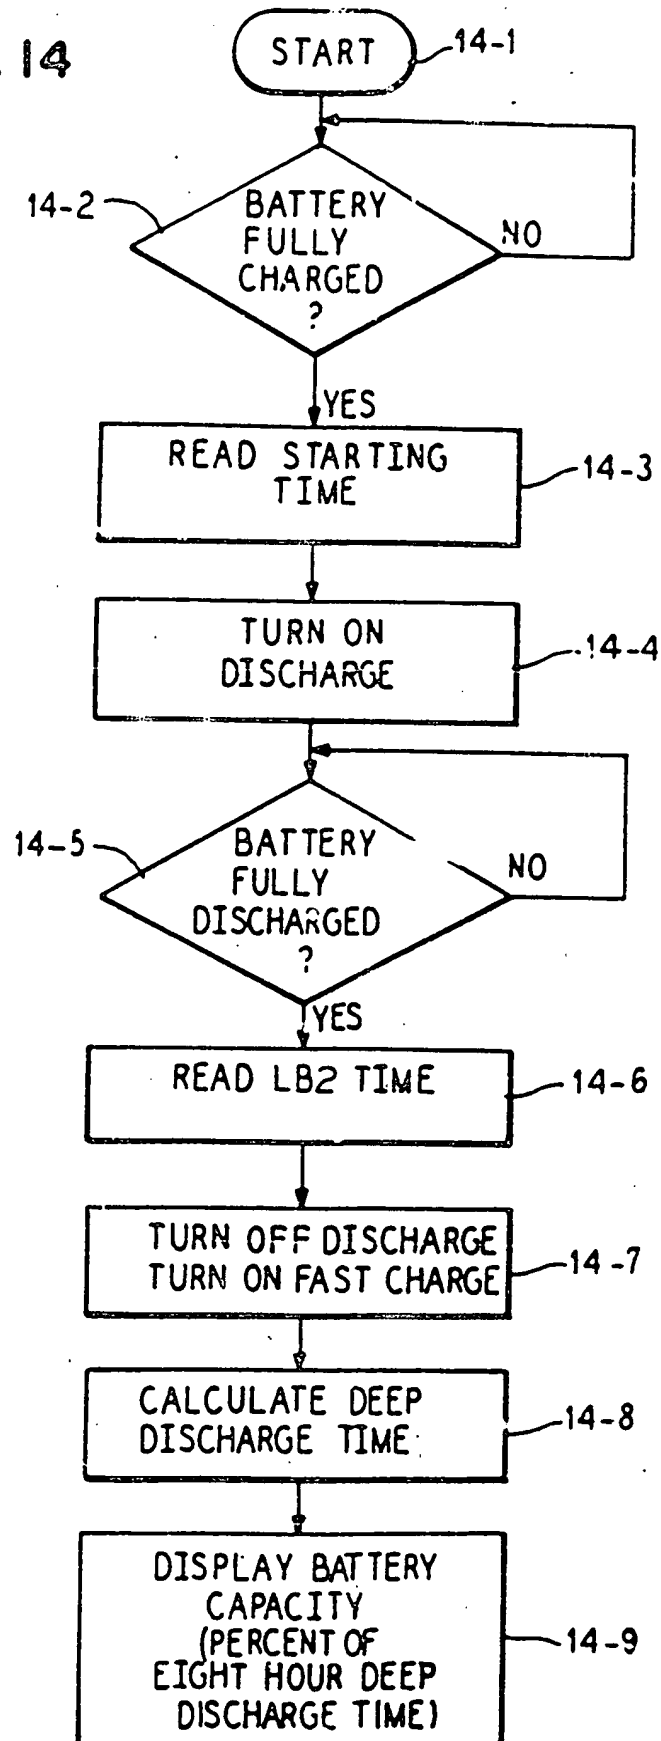 14
START
14-1
14-2
BATTERY
FULLY
CHARGED
?
NO
YES
READ STARTING
TIME
14-3
TURN ON
DISCHARGE
14-4
14-5
BATTERY
FULLY
DISCHARGED
?
NO
YES
READ LB2 TIME
14-6
TURN OFF DISCHARGE
TURN ON FAST CHARGE
14-7
CALCULATE DEEP
DISCHARGE TIME
14-8
DISPLAY BATTERY
CAPACITY
(PERCENT OF
EIGHT HOUR DEEP
DISCHARGE TIME)
14-9